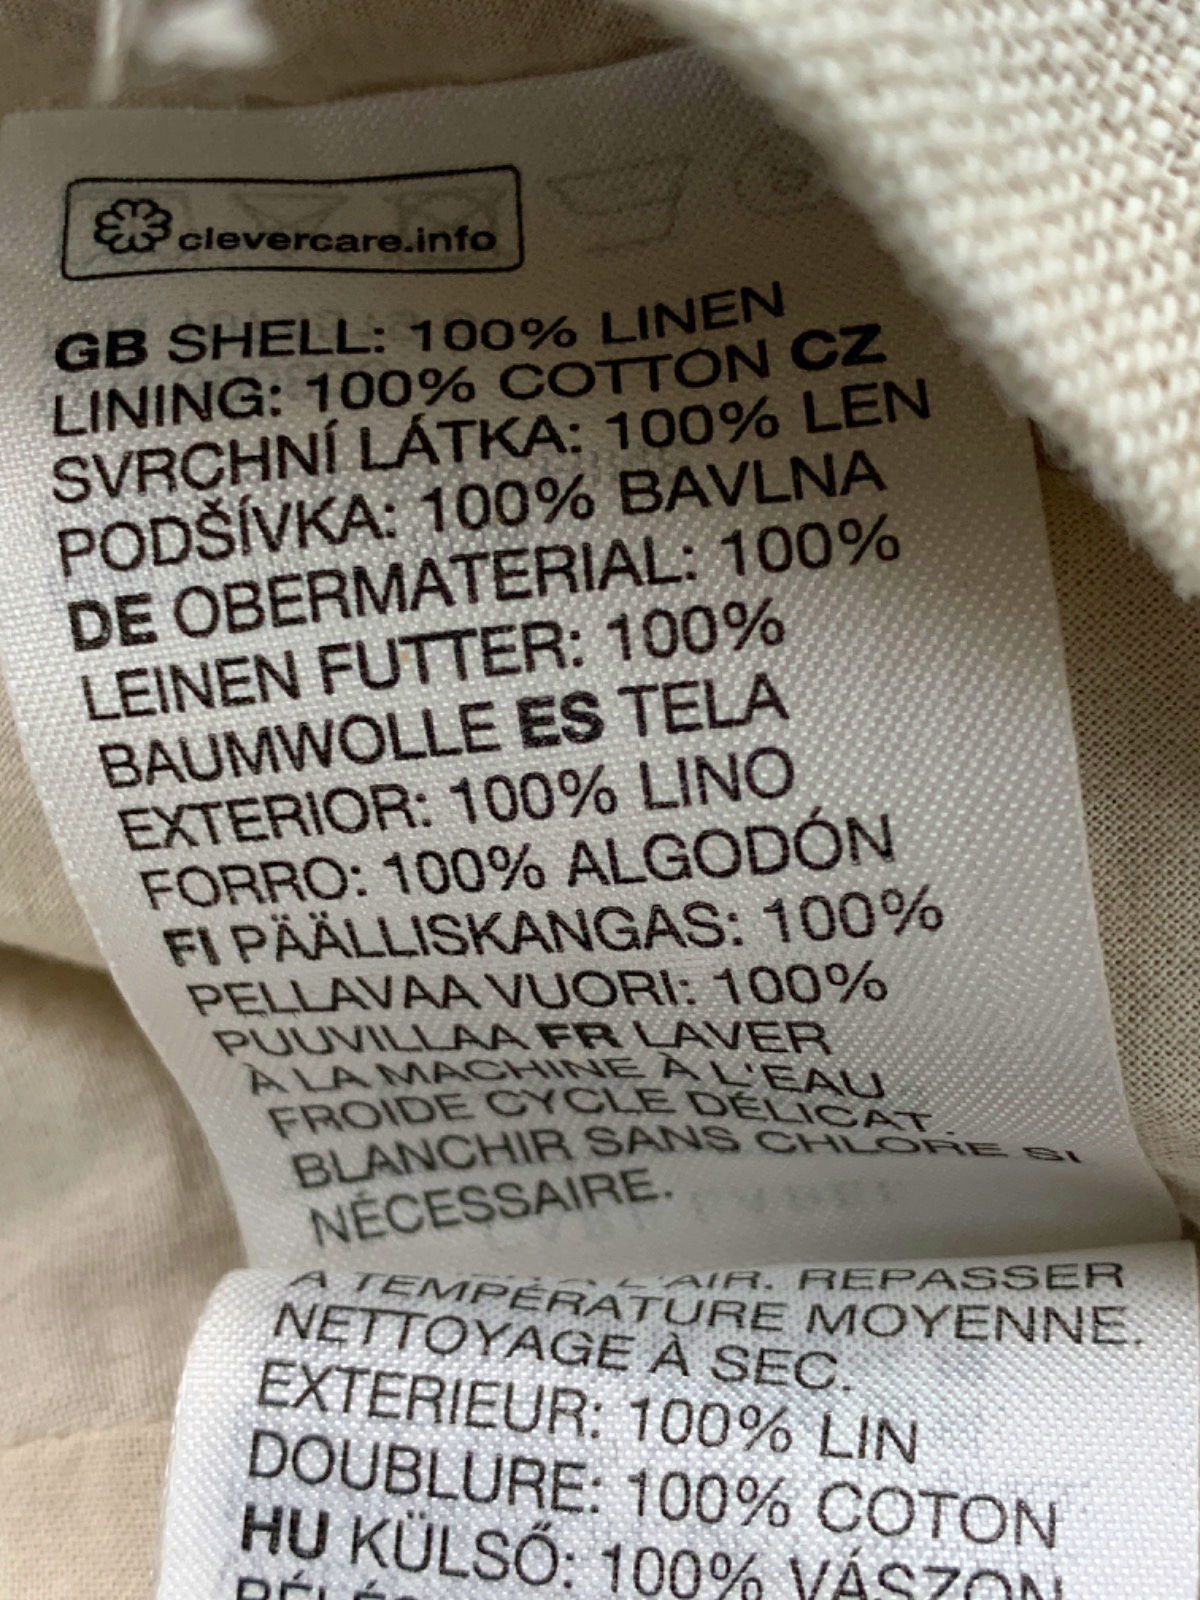 clevercare.info
GB SHELL: 100% LINEN
LINING: 100% COTTON CZ
SVRCHNÍ LÁTKA: 100% LEN
PODŠÍVKA: 100% BAVLNA
DE OBERMATERIAL: 100%
LEINEN FUTTER: 100%
BAUMWOLLE ES TELA
EXTERIOR: 100% LINO
FORRO: 100% ALGODÓN
FI PÄÄLLISKANGAS: 100%
PELLAVAA VUORI: 100%
PUUVILLAA FR LAVER
À LA MACHINE À L'EAU
FROIDE CYCLE DÉLICAT.
BLANCHIR SANS CHLORE SI
NÉCESSAIRE.
L'AIR. REPASSER
À TEMPÉRATURE MOYENNE.
NETTOYAGE À SEC.
EXTERIEUR: 100% LIN
DOUBLURE: 100% COTON
HU KÜLSŐ: 100% VÁSZON